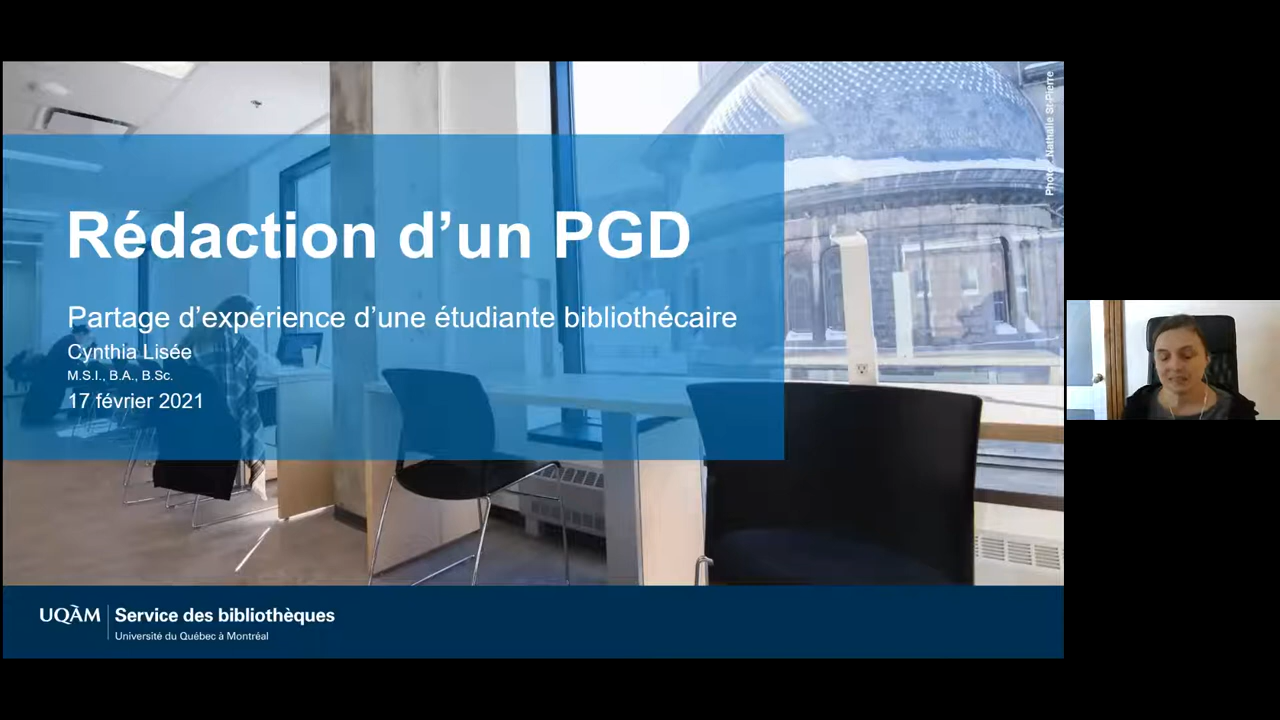 Rédaction d’un PGD
Partage d’expérience d’une étudiante bibliothécaire
Cynthia Lisée
M.S.I., B.A., B.Sc.
17 février 2021
Photo : Nathalie St-Pierre
UQÀM
Service des bibliothèques
Université du Québec à Montréal